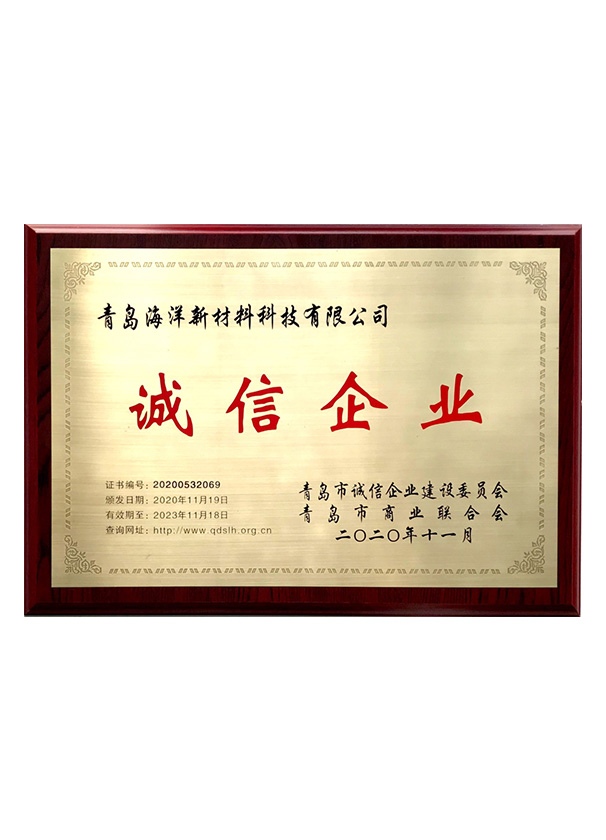 青岛海洋新材料科技有限公司
诚信企业
证书编号：20200532069
颁发日期：2020年11月19日
有效期至：2023年11月18日
查询网址：http://www.qdslh.org.cn
青岛市诚信企业建设委员会
青岛市商业联合会
二〇二〇年十一月